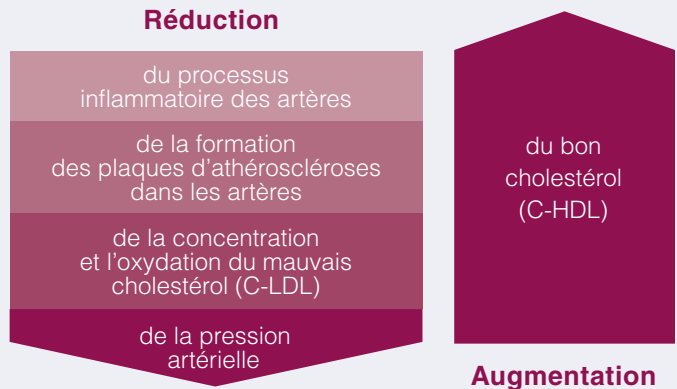 Réduction
du processus
inflammatoire des artères
de la formation
des plaques d'athéroscléroses
dans les artères
de la concentration
et l'oxydation du mauvais
cholestérol (C-LDL)
de la pression
artérielle
du bon
cholestérol
(C-HDL)
Augmentation